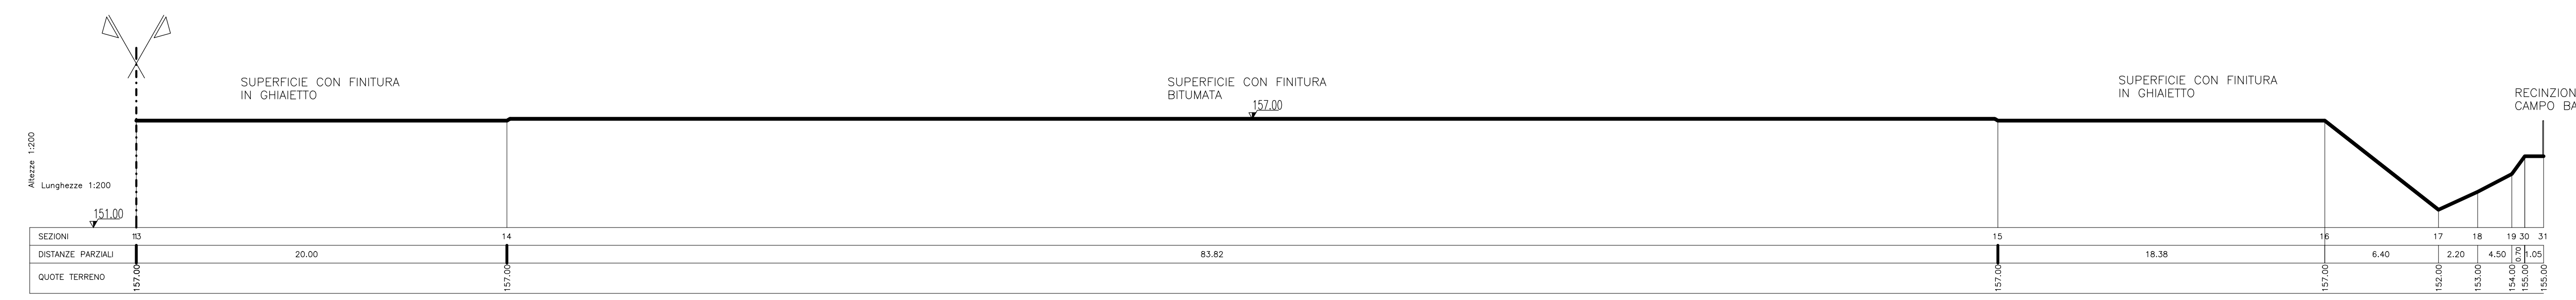 SUPERFICIE CON FINITURA
IN GHIAIETTO
SUPERFICIE CON FINITURA
BITUMATA
157.00
SUPERFICIE CON FINITURA
IN GHIAIETTO
RECINZION
CAMPO BA
Altezze 1:200
Lunghezze 1:200
151.00
SEZIONI 113 14 15 16 17 18 19 30 31
DISTANZE PARZIALI 20.00 83.82 18.38 6.40 2.20 4.50 0.70 1.05
QUOTE TERRENO 157.00 157.00 157.00 157.00 152.00 153.00 154.00 155.00 155.00